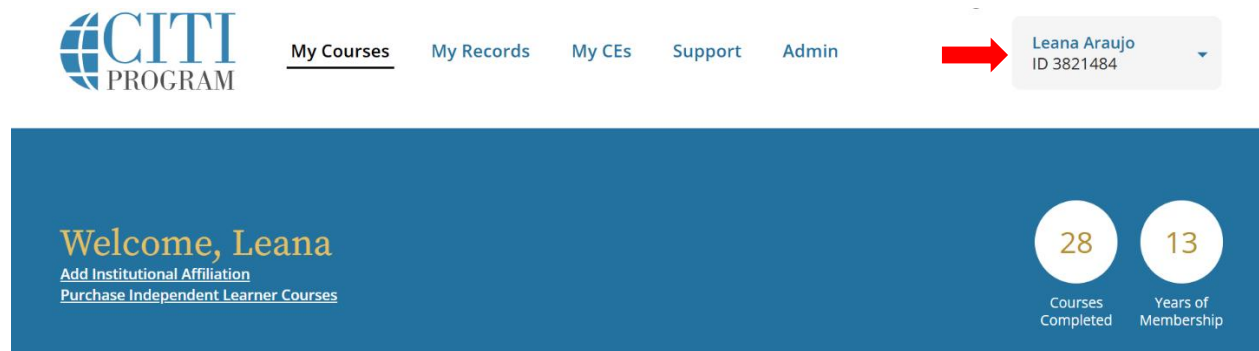 CITI
PROGRAM
My Courses
My Records
My CEs
Support
Admin
Leana Araujo
ID 3821484
Welcome, Leana
Add Institutional Affiliation
Purchase Independent Learner Courses
28
Courses
Completed
13
Years of
Membership